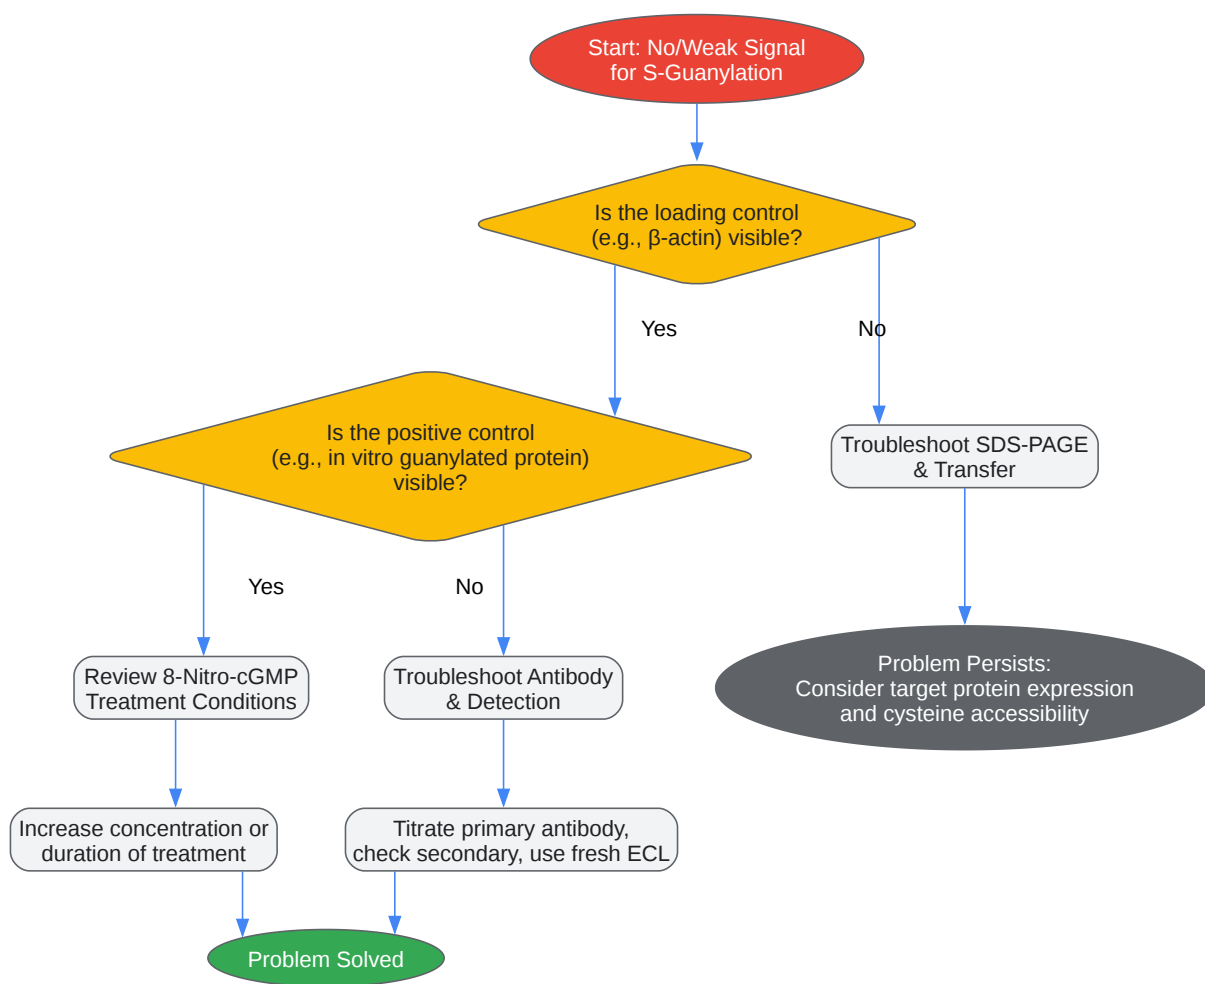 Start: No/Weak Signal
for S-Guanylation
Is the loading control
(e.g., β-actin) visible?
Yes
No
Is the positive control
(e.g., in vitro guanylated protein)
visible?
Troubleshoot SDS-PAGE
& Transfer
Yes
No
Review 8-Nitro-cGMP
Treatment Conditions
Troubleshoot Antibody
& Detection
Problem Persists:
Consider target protein expression
and cysteine accessibility
Increase concentration or
duration of treatment
Titrate primary antibody,
check secondary, use fresh ECL
Problem Solved